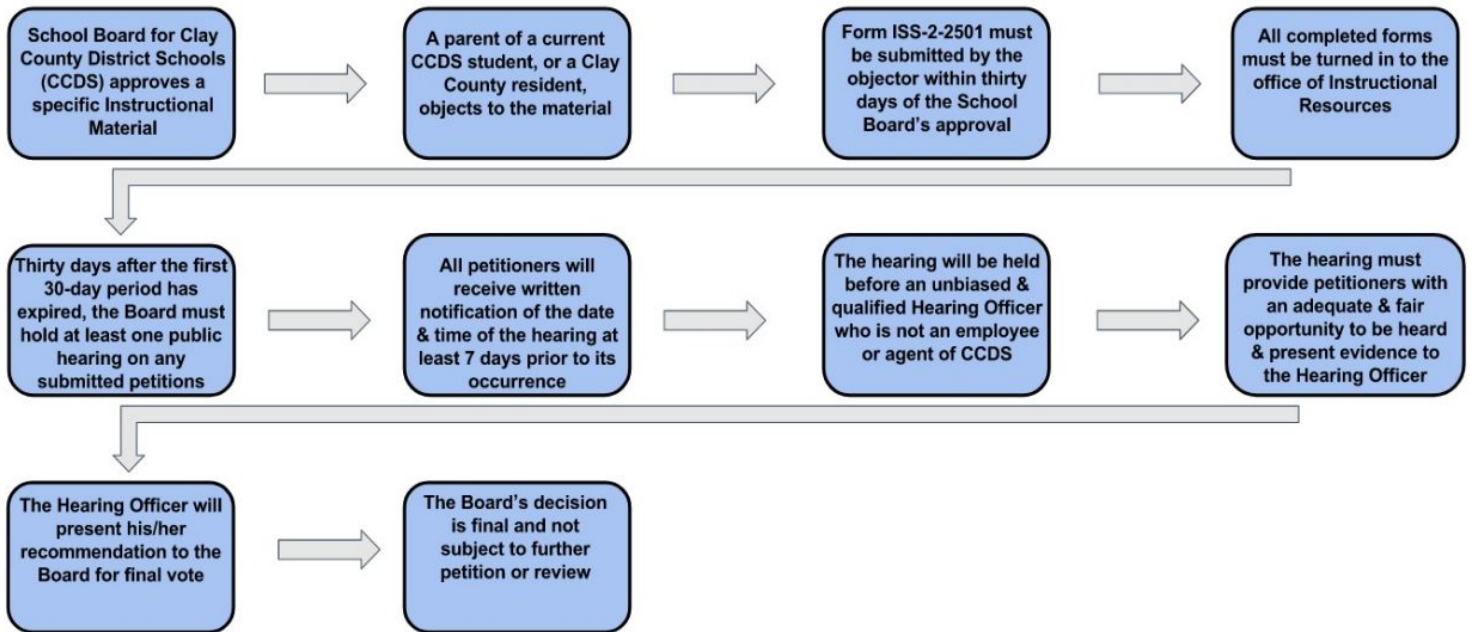 School Board for Clay
County District Schools
(CCDS) approves a
specific Instructional
Material
A parent of a current
CCDS student, or a Clay
County resident,
objects to the material
Form ISS-2-2501 must
be submitted by the
objector within thirty
days of the School
Board's approval
All completed forms
must be turned in to the
office of Instructional
Resources
Thirty days after the first
30-day period has
expired, the Board must
hold at least one public
hearing on any
submitted petitions
All petitioners will
receive written
notification of the date
& time of the hearing at
least 7 days prior to its
occurrence
The hearing will be held
before an unbiased &
qualified Hearing Officer
who is not an employee
or agent of CCDS
The hearing must
provide petitioners with
an adequate & fair
opportunity to be heard
& present evidence to
the Hearing Officer
The Hearing Officer will
present his/her
recommendation to the
Board for final vote
The Board's decision
is final and not
subject to further
petition or review